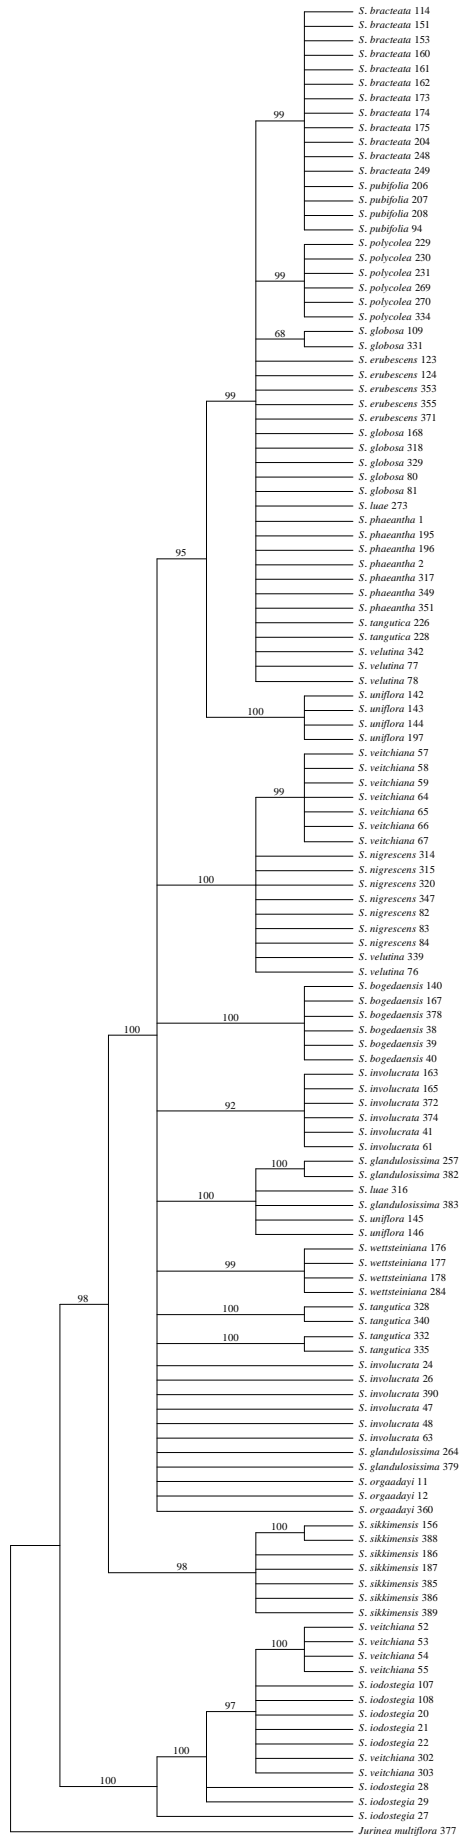 S. bracteata 114
S. bracteata 151
S. bracteata 153
S. bracteata 160
S. bracteata 161
S. bracteata 162
S. bracteata 173
S. bracteata 174
99
S. bracteata 175
S. bracteata 204
S. bracteata 248
S. bracteata 249
S. pubifolia 206
S. pubifolia 207
S. pubifolia 208
S. pubifolia 94
S. polycolea 229
S. polycolea 230
99
S. polycolea 231
S. polycolea 269
S. polycolea 270
S. polycolea 334
68
S. globosa 109
S. globosa 331
S. erubescens 123
S. erubescens 124
S. erubescens 353
99
S. erubescens 355
S. erubescens 371
S. globosa 168
S. globosa 318
S. globosa 329
S. globosa 80
S. globosa 81
S. luae 273
S. phaeantha 1
S. phaeantha 195
S. phaeantha 196
95
S. phaeantha 2
S. phaeantha 317
S. phaeantha 349
S. phaeantha 351
S. tangutica 226
S. tangutica 228
S. velutina 342
S. velutina 77
S. velutina 78
S. uniflora 142
100
S. uniflora 143
S. uniflora 144
S. uniflora 197
S. veitchiana 57
S. veitchiana 58
S. veitchiana 59
99
S. veitchiana 64
S. veitchiana 65
S. veitchiana 66
S. veitchiana 67
S. nigrescens 314
S. nigrescens 315
100
S. nigrescens 320
S. nigrescens 347
S. nigrescens 82
S. nigrescens 83
S. nigrescens 84
S. velutina 339
S. velutina 76
S. bogedaensis 140
S. bogedaensis 167
100
S. bogedaensis 378
S. bogedaensis 38
100
S. bogedaensis 39
S. bogedaensis 40
S. involucrata 163
S. involucrata 165
92
S. involucrata 372
S. involucrata 374
S. involucrata 41
S. involucrata 61
100
S. glandulosissima 257
S. glandulosissima 382
100
S. luae 316
S. glandulosissima 383
S. uniflora 145
S. uniflora 146
S. wettsteiniana 176
99
S. wettsteiniana 177
S. wettsteiniana 178
S. wettsteiniana 284
98
100
S. tangutica 328
S. tangutica 340
100
S. tangutica 332
S. tangutica 335
S. involucrata 24
S. involucrata 26
S. involucrata 390
S. involucrata 47
S. involucrata 48
S. involucrata 63
S. glandulosissima 264
S. glandulosissima 379
S. orgaadayi 11
S. orgaadayi 12
S. orgaadayi 360
100
S. sikkimensis 156
S. sikkimensis 388
S. sikkimensis 186
98
S. sikkimensis 187
S. sikkimensis 385
S. sikkimensis 386
S. sikkimensis 389
S. veitchiana 52
100
S. veitchiana 53
S. veitchiana 54
S. veitchiana 55
S. iodostegia 107
97
S. iodostegia 108
S. iodostegia 20
S. iodostegia 21
100
S. iodostegia 22
S. veitchiana 302
S. veitchiana 303
100
S. iodostegia 28
S. iodostegia 29
S. iodostegia 27
Jurinea multiflora 377